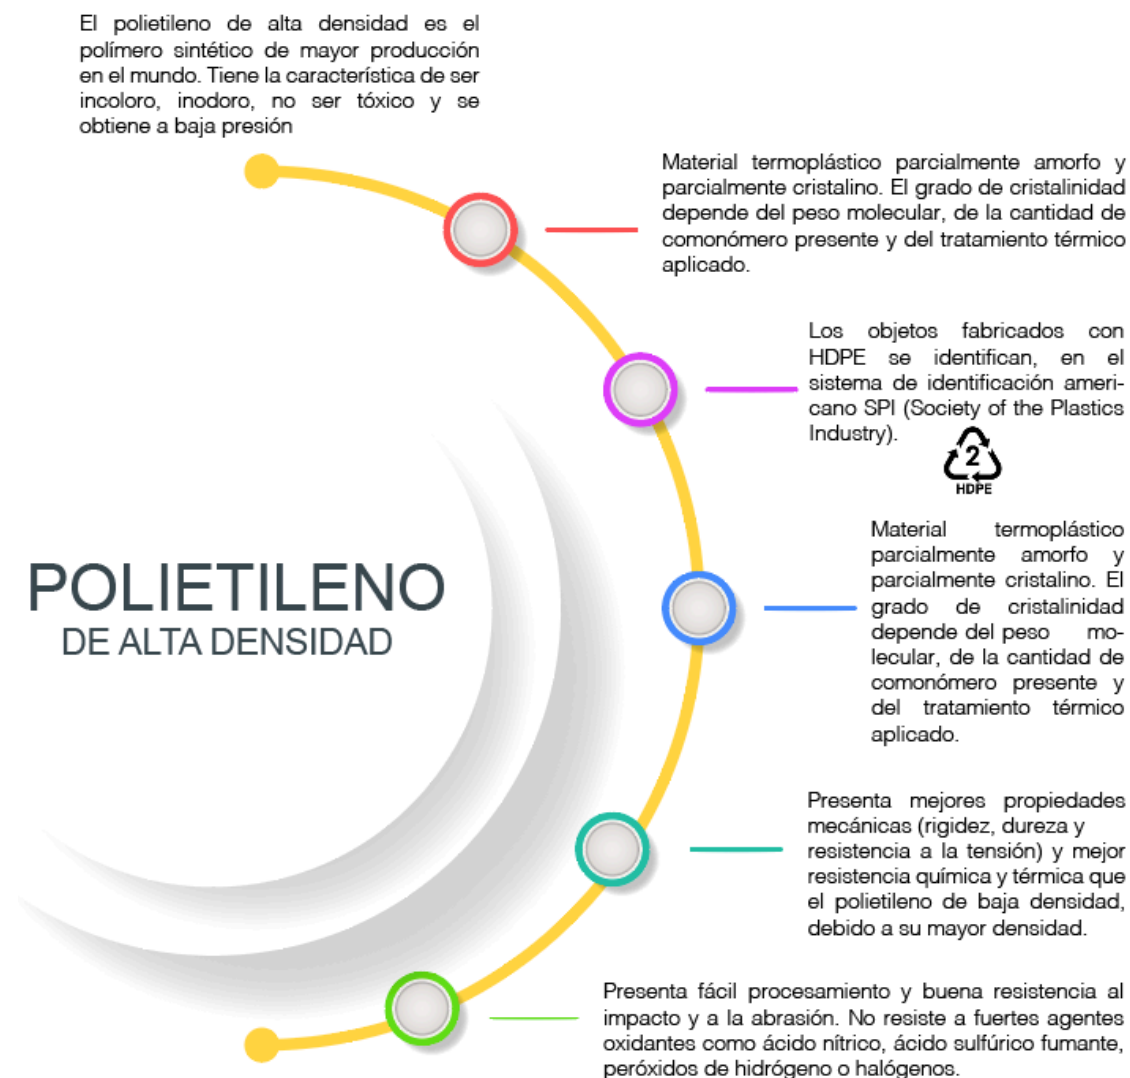 El polietileno de alta densidad es el
polímero sintético de mayor producción
en el mundo. Tiene la característica de ser
incoloro, inodoro, no ser tóxico y se
obtiene a baja presión
Material termoplástico parcialmente amorfo y
parcialmente cristalino. El grado de cristalinidad
depende del peso molecular, de la cantidad de
comonómero presente y del tratamiento térmico
aplicado.
Los objetos fabricados con
HDPE se identifican, en el
sistema de identificación ameri-
cano SPI (Society of the Plastics
Industry).
2
HDPE
POLIETILENO
DE ALTA DENSIDAD
Material termoplástico
parcialmente amorfo y
parcialmente cristalino. El
grado de cristalinidad
depende del peso mo-
lecular, de la cantidad de
comonómero presente y
del tratamiento térmico
aplicado.
Presenta mejores propiedades
mecánicas (rigidez, dureza y
resistencia a la tensión) y mejor
resistencia química y térmica que
el polietileno de baja densidad,
debido a su mayor densidad.
Presenta fácil procesamiento y buena resistencia al
impacto y a la abrasión. No resiste a fuertes agentes
oxidantes como ácido nítrico, ácido sulfúrico fumante,
peróxidos de hidrógeno o halógenos.